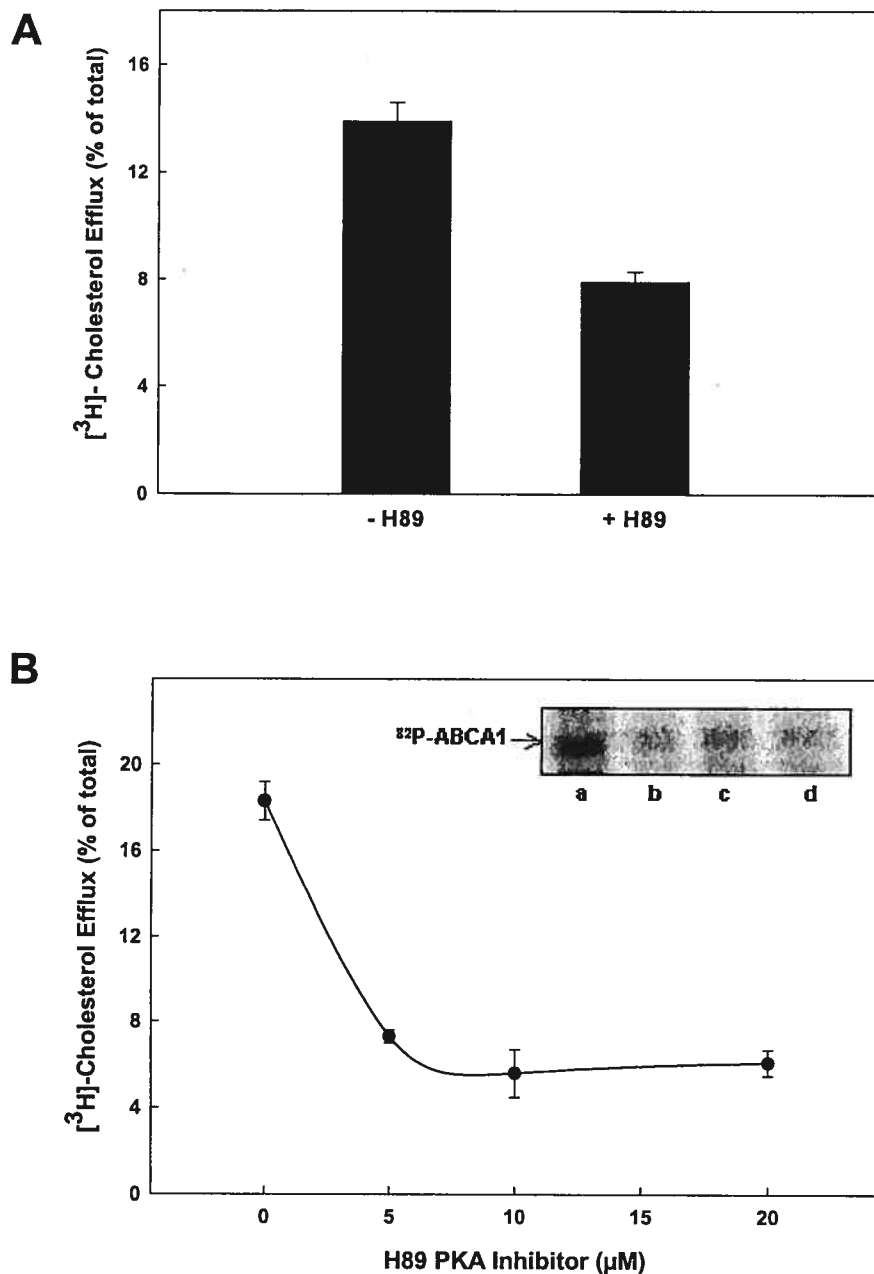 A
[³H]- Cholesterol Efflux (% of total)
16
12
8
4
0
- H89
+ H89
B
[³H]-Cholesterol Efflux (% of total)
20
16
12
8
4
0
³²P-ABCA1
a b c d
0 5 10 15 20
H89 PKA Inhibitor (µM)